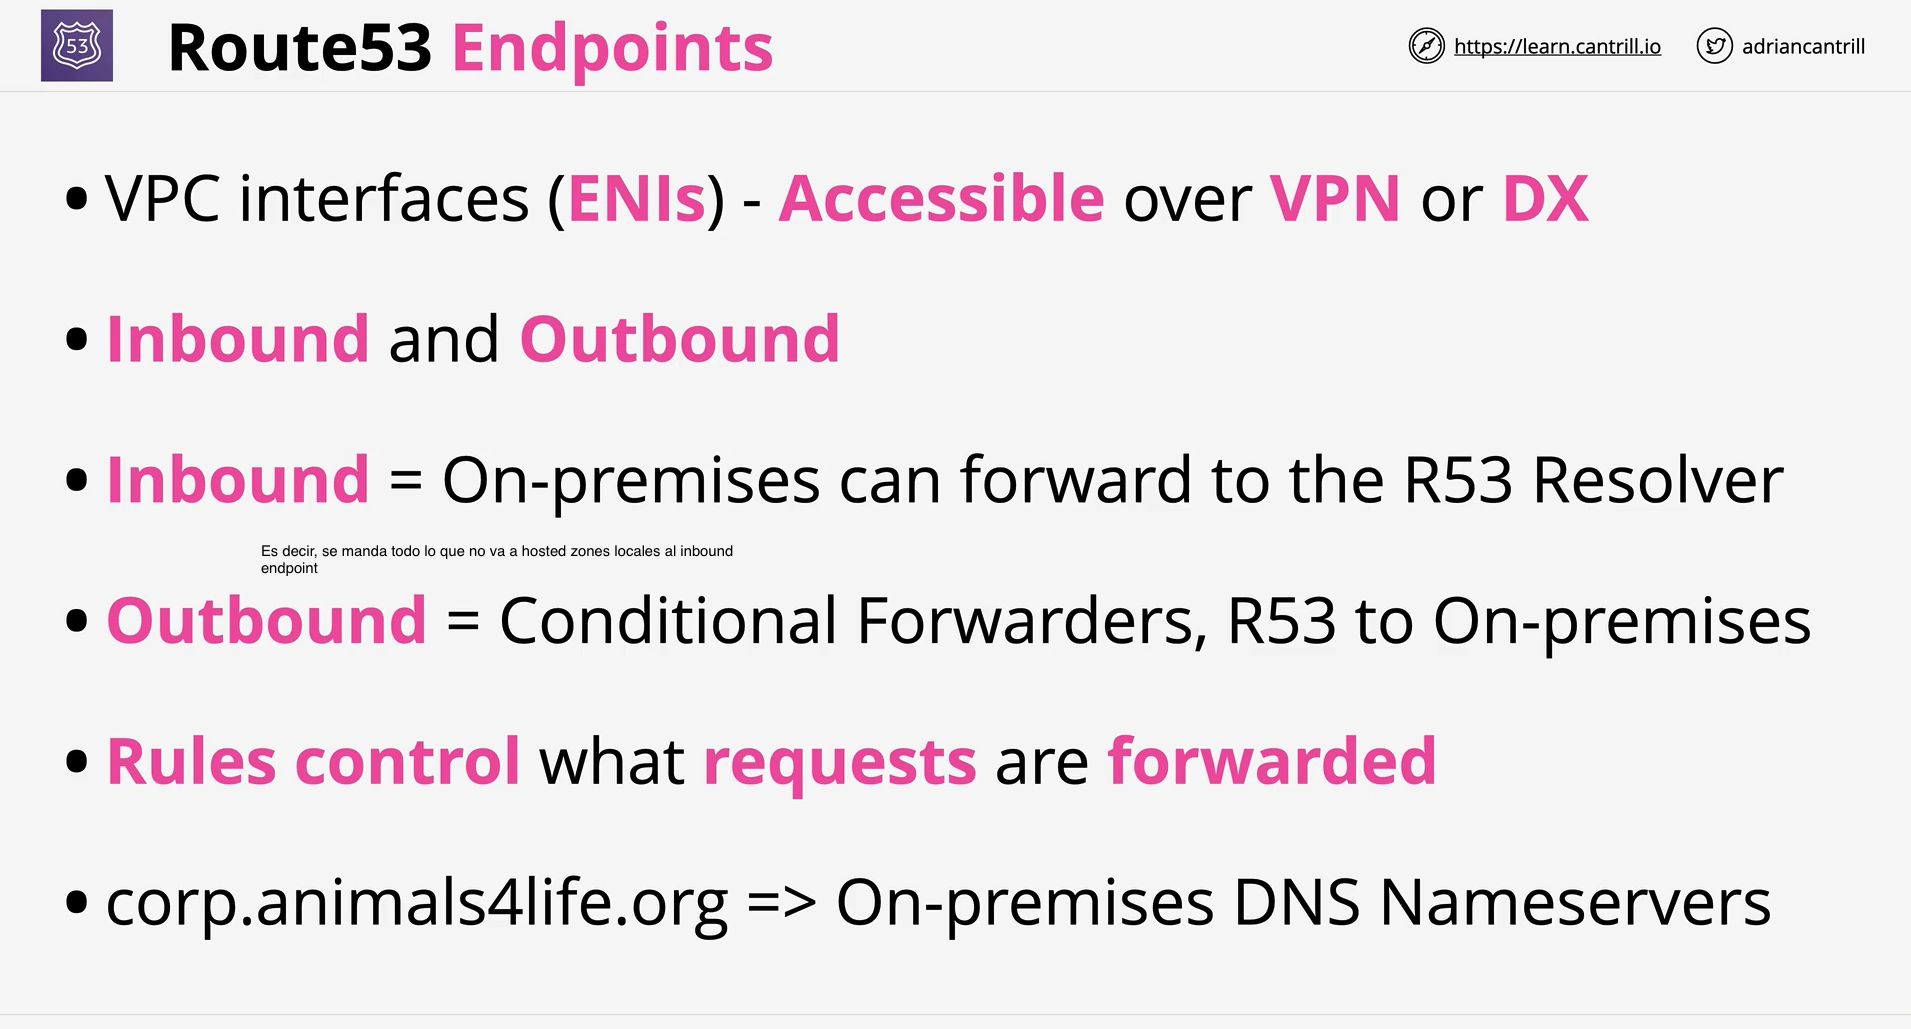 53
Route53 Endpoints
https://learn.cantrill.io
adriancantrill
• VPC interfaces (ENIs) - Accessible over VPN or DX
• Inbound and Outbound
• Inbound = On-premises can forward to the R53 Resolver
Es decir, se manda todo lo que no va a hosted zones locales al inbound
endpoint
• Outbound = Conditional Forwarders, R53 to On-premises
• Rules control what requests are forwarded
• corp.animals4life.org => On-premises DNS Nameservers